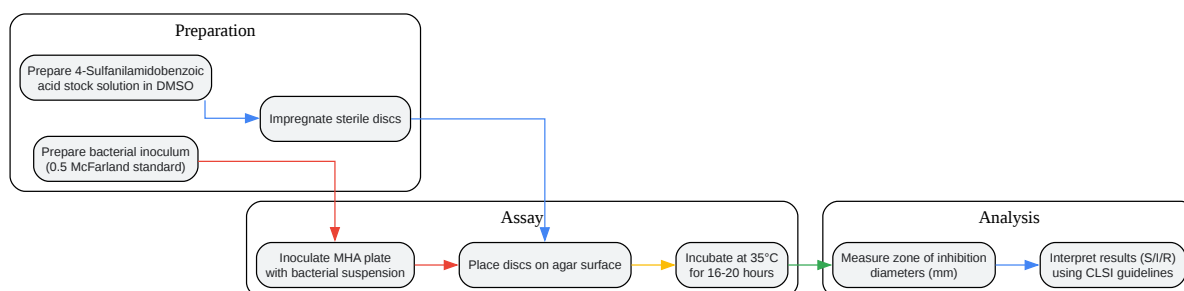 Preparation
Prepare 4-Sulfanilamidobenzoic
acid stock solution in DMSO
Impregnate sterile discs
Prepare bacterial inoculum
(0.5 McFarland standard)
Assay
Inoculate MHA plate
with bacterial suspension
Place discs on agar surface
Incubate at 35°C
for 16-20 hours
Analysis
Measure zone of inhibition
diameters (mm)
Interpret results (S/I/R)
using CLSI guidelines